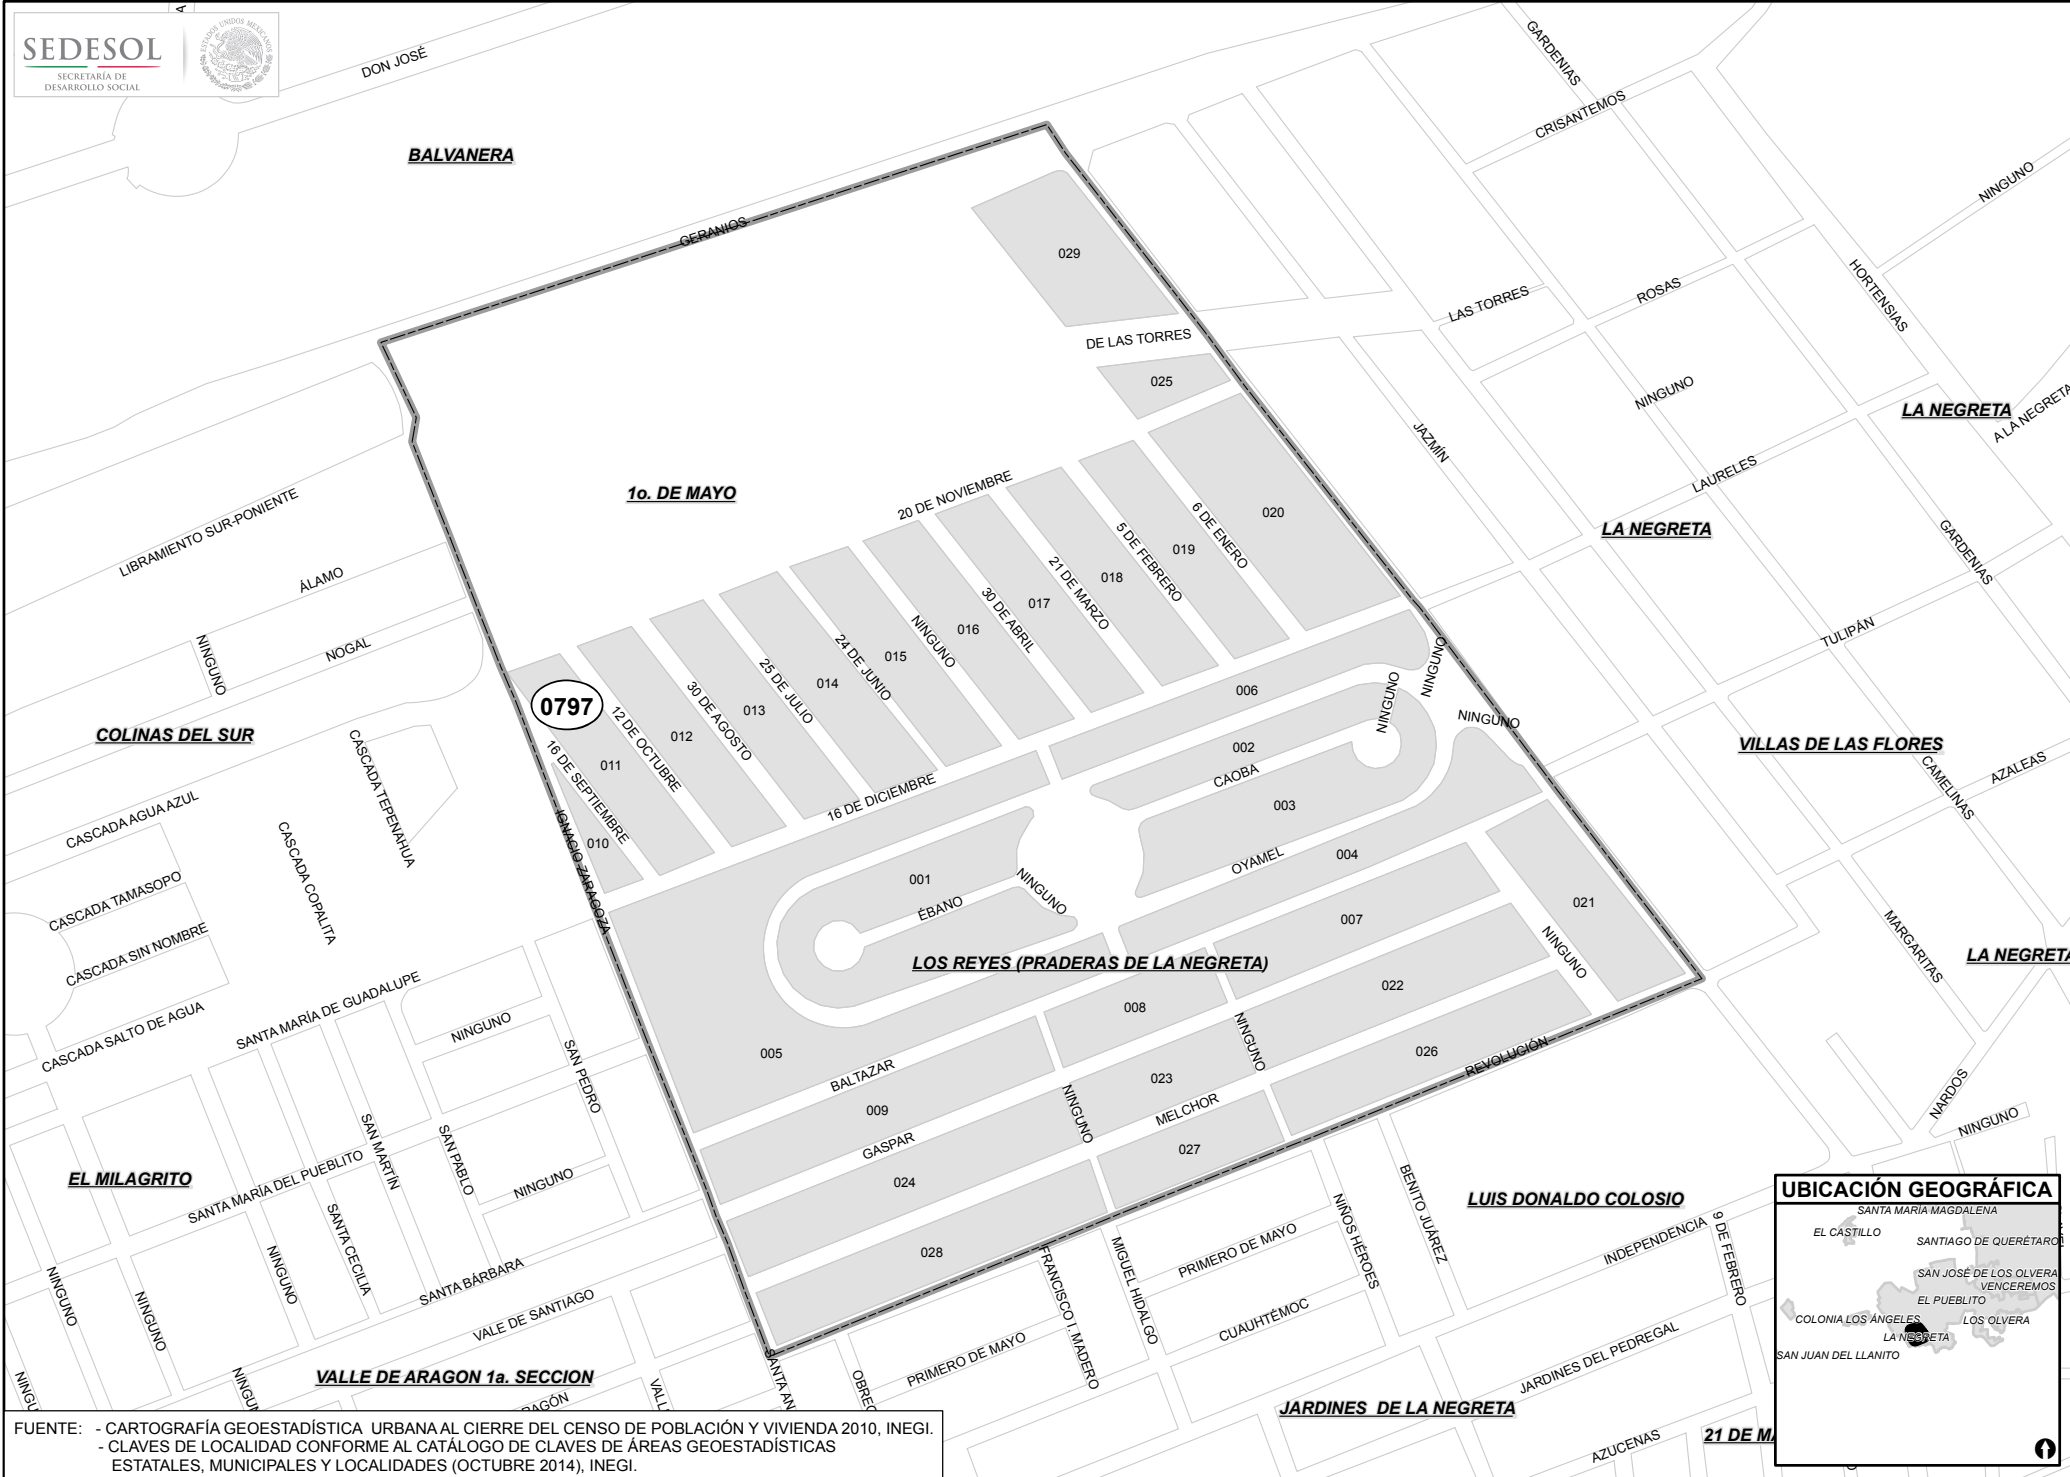 SEDESOL
SECRETARÍA DE
DESARROLLO SOCIAL
ESTADOS UNIDOS MEXICANOS
DON JOSÉ
BALVANERA
GERANIOS
GARDENIAS
CRISANTEMOS
NINGUNO
HORTENSIAS
ROSAS
LAS TORRES
029
DE LAS TORRES
025
NINGUNO
LA NEGRETA
A LA NEGRETA
JAZMÍN
LAURELES
LA NEGRETA
GARDENIAS
1o. DE MAYO
20 DE NOVIEMBRE
LIBRAMIENTO SUR-PONIENTE
ÁLAMO
NOGAL
NINGUNO
COLINAS DEL SUR
0797
020
6 DE ENERO
019
5 DE FEBRERO
018
21 DE MARZO
017
30 DE ABRIL
016
NINGUNO
015
24 DE JUNIO
014
25 DE JULIO
013
30 DE AGOSTO
012
12 DE OCTUBRE
011
16 DE SEPTIEMBRE
010
IGNACIO ZARAGOZA
TULIPÁN
NINGUNO
NINGUNO
NINGUNO
006
002
CAOBA
003
16 DE DICIEMBRE
VILLAS DE LAS FLORES
CAMELINAS
AZALEAS
CASCADA TEPENAHUA
CASCADA AGUA AZUL
CASCADA COPALITA
CASCADA TAMASOPO
CASCADA SIN NOMBRE
CASCADA SALTO DE AGUA
OYAMEL
004
001
NINGUNO
ÉBANO
007
021
NINGUNO
MARGARITAS
LA NEGRETA
LOS REYES (PRADERAS DE LA NEGRETA)
022
008
NINGUNO
005
BALTAZAR
026
REVOLUCIÓN
SANTA MARÍA DE GUADALUPE
NINGUNO
SAN PEDRO
023
009
NINGUNO
MELCHOR
GASPAR
027
024
028
NARDOS
NINGUNO
SAN MARTIN
SAN PABLO
NINGUNO
EL MILAGRITO
SANTA MARÍA DEL PUEBLITO
SANTA CECILIA
SANTA BÁRBARA
NINGUNO
NINGUNO
NINGUNO
VALE DE SANTIAGO
VALLE DE ARAGON 1a. SECCION
NINGU
NINGUN
AGÓN
VALL
SANTA AN
OBREG
PRIMERO DE MAYO
FRANCISCO I. MADERO
MIGUEL HIDALGO
PRIMERO DE MAYO
CUAUHTÉMOC
NIÑOS HÉROES
BENITO JUÁREZ
LUIS DONALDO COLOSIO
INDEPENDENCIA
9 DE FEBRERO
JARDINES DEL PEDREGAL
JARDINES DE LA NEGRETA
AZUCENAS
21 DE MA
UBICACIÓN GEOGRÁFICA
SANTA MARÍA MAGDALENA
EL CASTILLO
SANTIAGO DE QUERÉTARO
SAN JOSÉ DE LOS OLVERA
VENCEREMOS
EL PUEBLITO
COLONIA LOS ÁNGELES
LOS OLVERA
LA NEGRETA
SAN JUAN DEL LLANITO
FUENTE: - CARTOGRAFÍA GEOESTADÍSTICA URBANA AL CIERRE DEL CENSO DE POBLACIÓN Y VIVIENDA 2010, INEGI.
- CLAVES DE LOCALIDAD CONFORME AL CATÁLOGO DE CLAVES DE ÁREAS GEOESTADÍSTICAS
ESTATALES, MUNICIPALES Y LOCALIDADES (OCTUBRE 2014), INEGI.